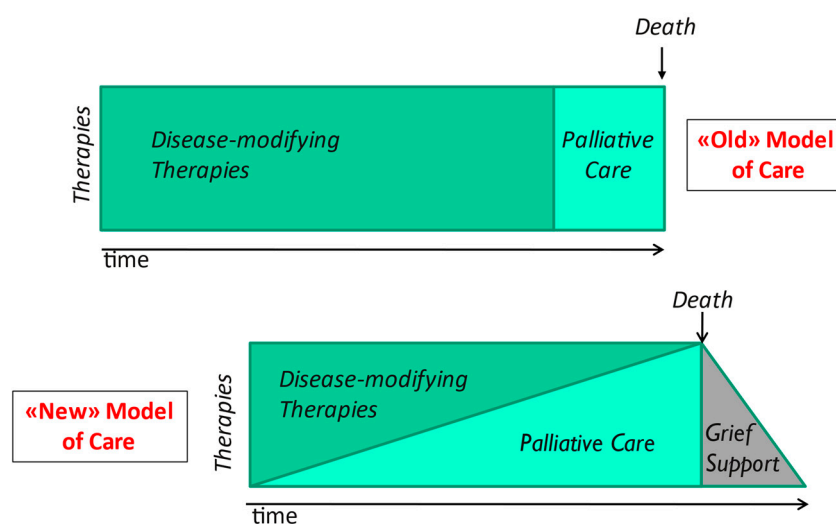 Death
Therapies
Disease-modifying
Therapies
Palliative
Care
«Old» Model
of Care
time
Death
Therapies
Disease-modifying
Therapies
«New» Model
of Care
Palliative Care
Grief
Support
time